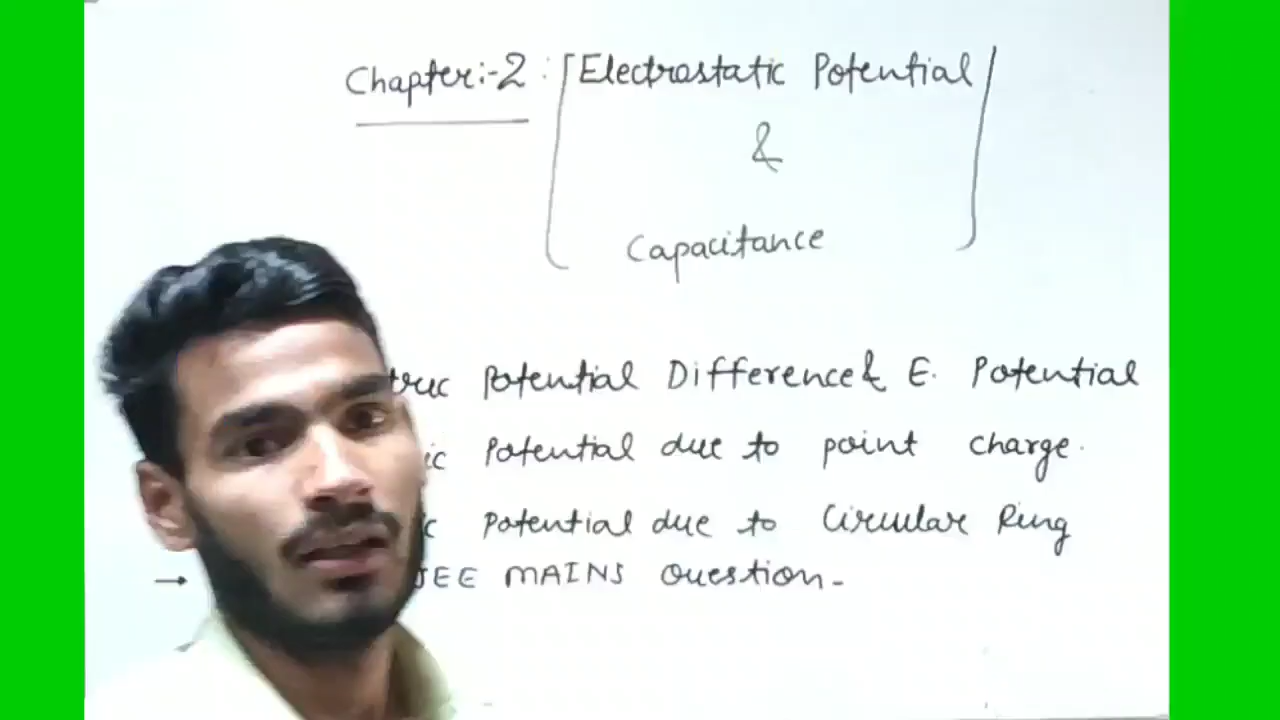 Chapter:-2: [Electrostatic Potential
&
Capacitance]
Potential Difference & E. Potential
Potential due to point charge.
Potential due to Circular Ring
→ JEE MAINS Question-